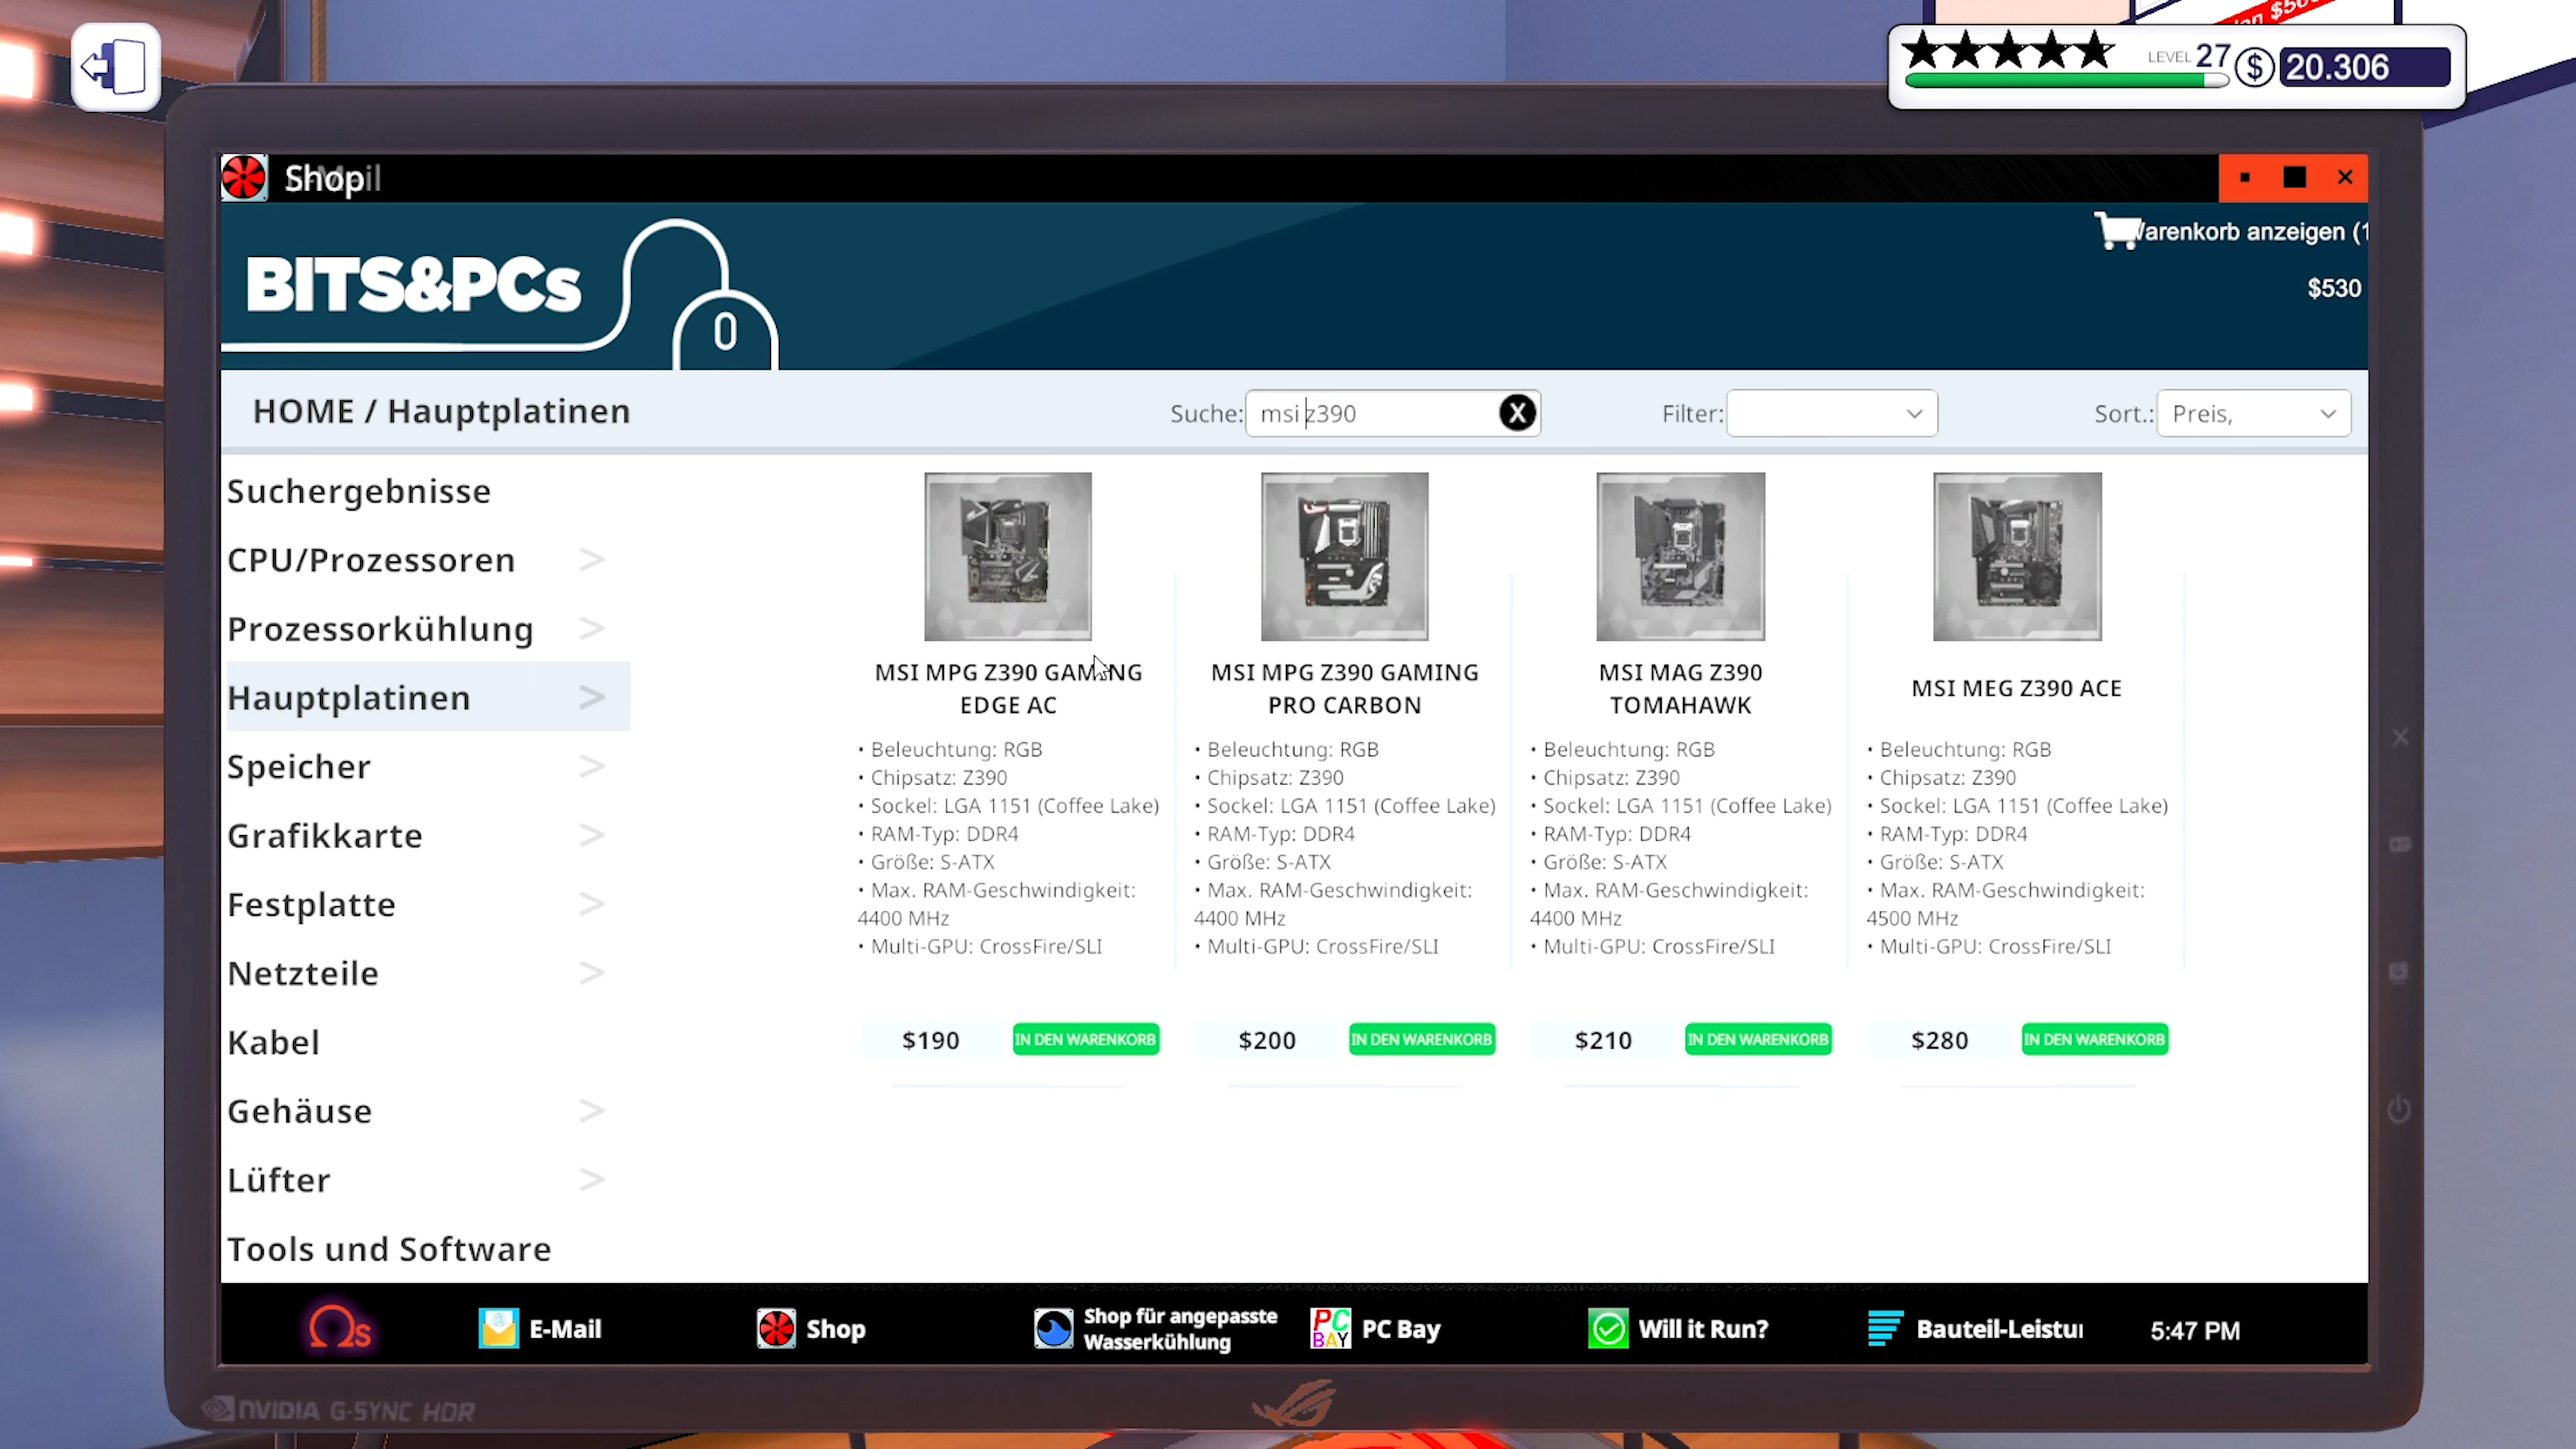 LEVEL 27 $ 20.306
Shop
BITS&PCs
arenkorb anzeigen (1
$530
HOME / Hauptplatinen
Suche: msi z390 X
Filter:
Sort.: Preis,
Suchergebnisse
CPU/Prozessoren >
Prozessorkühlung >
Hauptplatinen >
Speicher >
Grafikkarte >
Festplatte >
Netzteile >
Kabel
Gehäuse >
Lüfter >
Tools und Software
MSI MPG Z390 GAMING
EDGE AC
• Beleuchtung: RGB
• Chipsatz: Z390
• Sockel: LGA 1151 (Coffee Lake)
• RAM-Typ: DDR4
• Größe: S-ATX
• Max. RAM-Geschwindigkeit:
4400 MHz
• Multi-GPU: CrossFire/SLI
$190 IN DEN WARENKORB
MSI MPG Z390 GAMING
PRO CARBON
• Beleuchtung: RGB
• Chipsatz: Z390
• Sockel: LGA 1151 (Coffee Lake)
• RAM-Typ: DDR4
• Größe: S-ATX
• Max. RAM-Geschwindigkeit:
4400 MHz
• Multi-GPU: CrossFire/SLI
$200 IN DEN WARENKORB
MSI MAG Z390
TOMAHAWK
• Beleuchtung: RGB
• Chipsatz: Z390
• Sockel: LGA 1151 (Coffee Lake)
• RAM-Typ: DDR4
• Größe: S-ATX
• Max. RAM-Geschwindigkeit:
4400 MHz
• Multi-GPU: CrossFire/SLI
$210 IN DEN WARENKORB
MSI MEG Z390 ACE
• Beleuchtung: RGB
• Chipsatz: Z390
• Sockel: LGA 1151 (Coffee Lake)
• RAM-Typ: DDR4
• Größe: S-ATX
• Max. RAM-Geschwindigkeit:
4500 MHz
• Multi-GPU: CrossFire/SLI
$280 IN DEN WARENKORB
Ωs
E-Mail
Shop
Shop für angepasste
Wasserkühlung
PC
BAY
PC Bay
Will it Run?
Bauteil-Leistu
5:47 PM
NVIDIA G-SYNC HDR